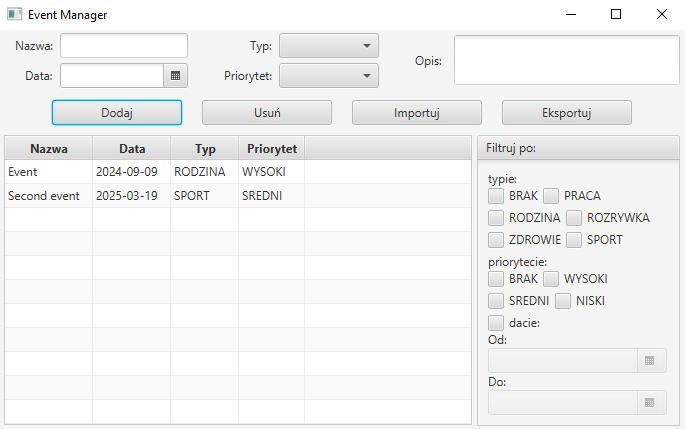 Event Manager
Nazwa: Typ: Opis:
Data: Priorytet:
Dodaj Usuń Importuj Eksportuj
Nazwa Data Typ Priorytet
Event 2024-09-09 RODZINA WYSOKI
Second event 2025-03-19 SPORT SREDNI
Filtruj po:
typie:
BRAK PRACA
RODZINA ROZRYWKA
ZDROWIE SPORT
priorytecie:
BRAK WYSOKI
SREDNI NISKI
dacie:
Od:
Do: